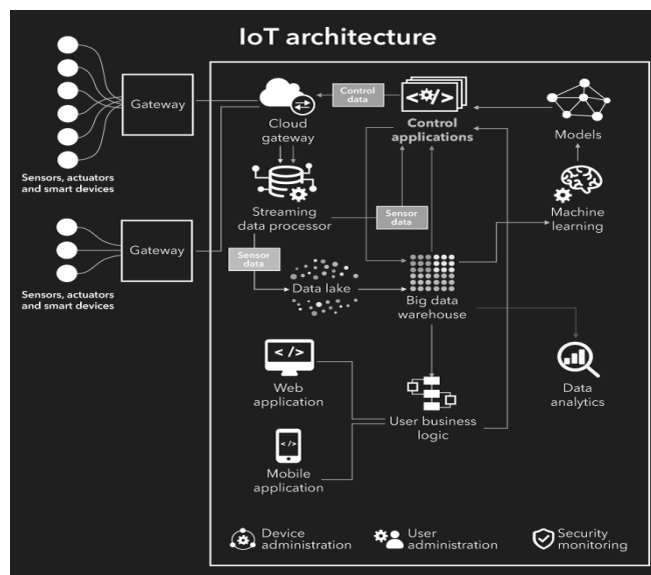 IoT architecture
Gateway
Sensors, actuators
and smart devices
Gateway
Sensors, actuators
and smart devices
Cloud
gateway
Control
data
</>
Control
applications
Models
Streaming
data processor
Sensor
data
Machine
learning
Sensor
data
Data lake
Big data
warehouse
</>
Web
application
User business
logic
Data
analytics
</>
Mobile
application
Device
administration
User
administration
Security
monitoring